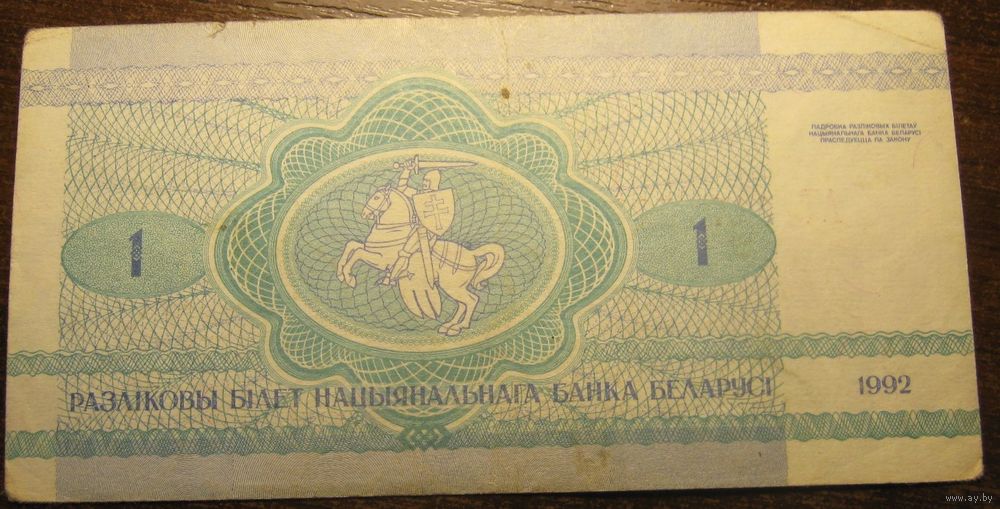 ПАДРОБКА РАЗЛІКОВЫХ БІЛЕТАЎ
НАЦЫЯНАЛЬНАГА БАНКА БЕЛАРУСІ
ПРАСЛЕДУЕЦЦА ПА ЗАКОНУ
1
1
РАЗЛІКОВЫ БІЛЕТ НАЦЫЯНАЛЬНАГА БАНКА БЕЛАРУСІ
1992
www.ay.by